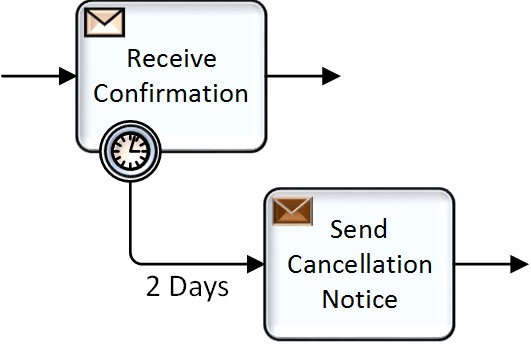 Receive
Confirmation
Send
Cancellation
Notice
2 Days